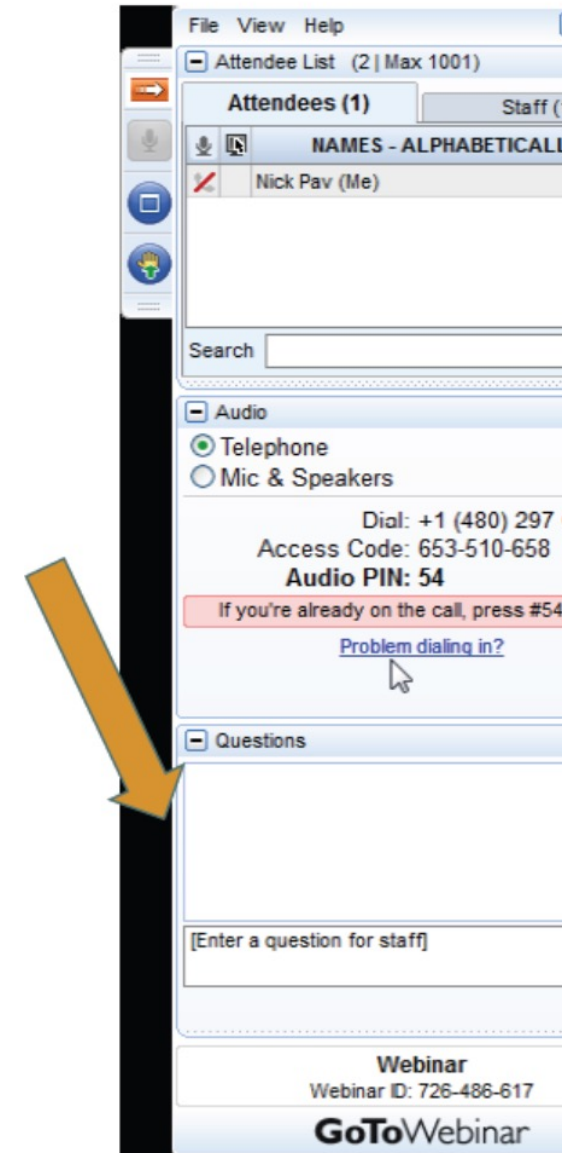 File View Help
Attendee List (2 | Max 1001)
Attendees (1) Staff (
NAMES - ALPHABETICALL
Nick Pav (Me)
Search
Audio
Telephone
Mic & Speakers
Dial: +1 (480) 297
Access Code: 653-510-658
Audio PIN: 54
If you're already on the call, press #54
Problem dialing in?
Questions
[Enter a question for staff]
Webinar
Webinar ID: 726-486-617
GoToWebinar